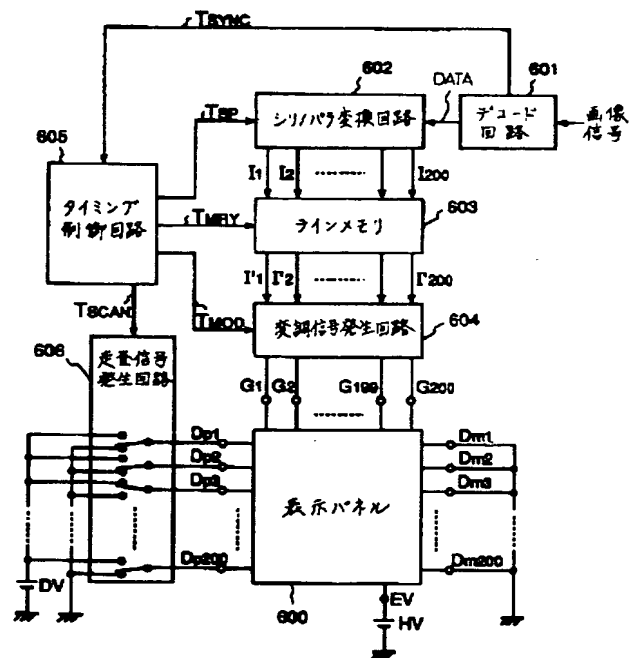 TSYNC
602
DATA
601
シリ/パラ変換回路
デコード
回路
画像
信号
605
TSP
タイミング
制御回路
I1 I2 I200
TMRY
ラインメモリ
603
I'1 I'2 I'200
TSCAN
TMOD
変調信号発生回路
604
606
走査信号
発生回路
G1 G2 G199 G200
Dp1
Dp2
Dp3
Dp200
表示パネル
Dm1
Dm2
Dm3
Dm200
DV
600
EV
HV